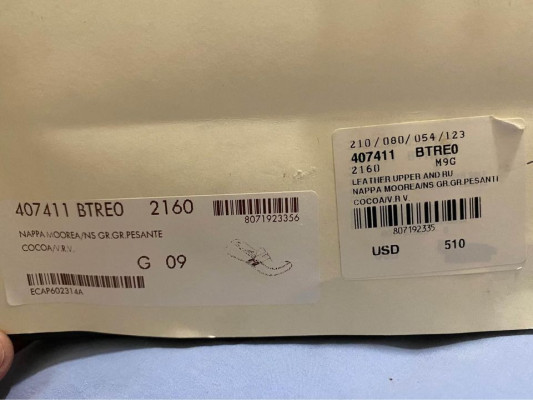 407411 BTRE0 2160
8071923356
NAPPA MOOREA/NS GR.GR.PESANTE
COCOA/V.R.V.
G 09
ECAP602314A
210/080/054/123
407411 BTRE0
2160 M9G
LEATHER UPPER AND RU
NAPPA MOOREA/NS GR.GR.PESANTI
COCOA/V.R.V.
807192335
USD 510